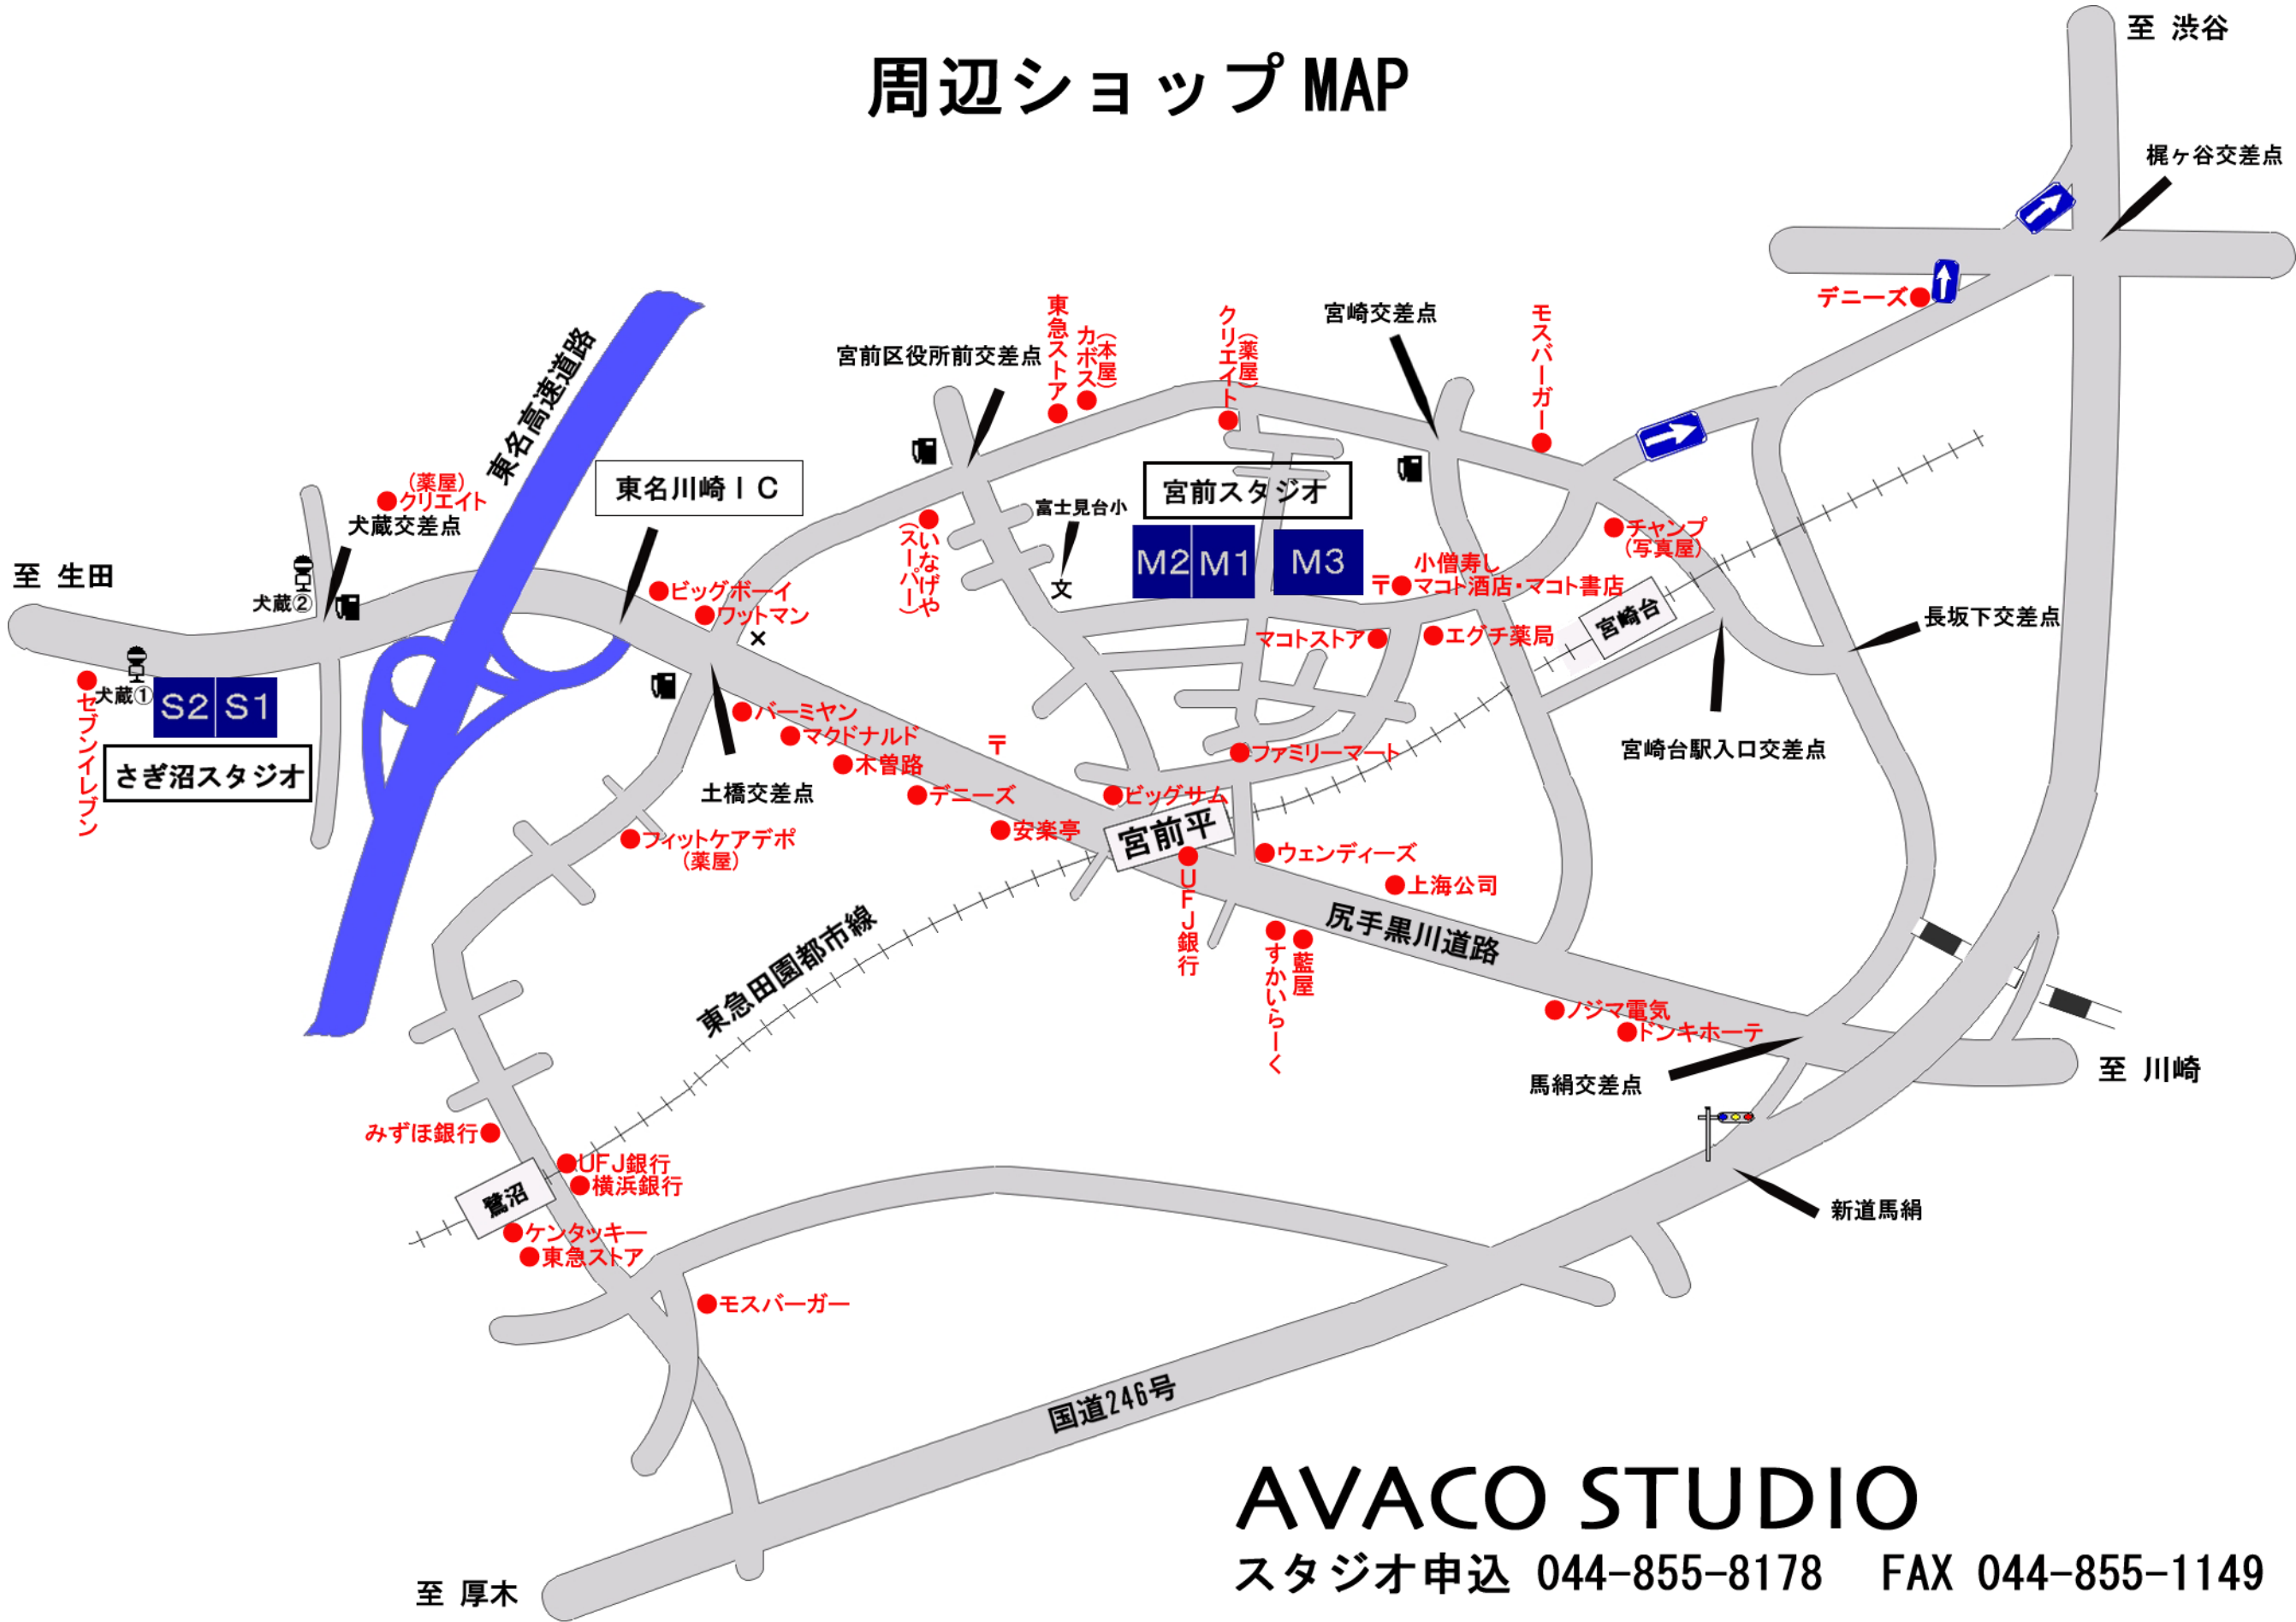 周辺ショップMAP
至 渋谷
梶ヶ谷交差点
デニーズ
東急ストア
カボス
(本屋)
クリエイト
(薬屋)
宮崎交差点
モスバーガー
宮前区役所前交差点
東名高速道路
(薬屋)
クリエイト
犬蔵交差点
東名川崎IC
宮前スタジオ
M2
M1
M3
富士見台小
文
いなげや
(スーパー)
チャンプ
(写真屋)
小僧寿し
〒
マコト酒店・マコト書店
至 生田
犬蔵②
ビッグボーイ
ワットマン
×
マコトストア
エグチ薬局
宮崎台
長坂下交差点
犬蔵①
S2
S1
セブンイレブン
さぎ沼スタジオ
バーミヤン
マクドナルド
木曽路
〒
デニーズ
安楽亭
土橋交差点
ファミリーマート
宮崎台駅入口交差点
ビッグサム
宮前平
フィットケアデポ
(薬屋)
UFJ銀行
ウェンディーズ
上海公司
尻手黒川道路
すかいらーく
藍屋
東急田園都市線
ノジマ電気
ドンキホーテ
馬絹交差点
至 川崎
みずほ銀行
UFJ銀行
横浜銀行
鷺沼
ケンタッキー
東急ストア
新道馬絹
モスバーガー
国道246号
至 厚木
AVACO STUDIO
スタジオ申込 044-855-8178 FAX 044-855-1149